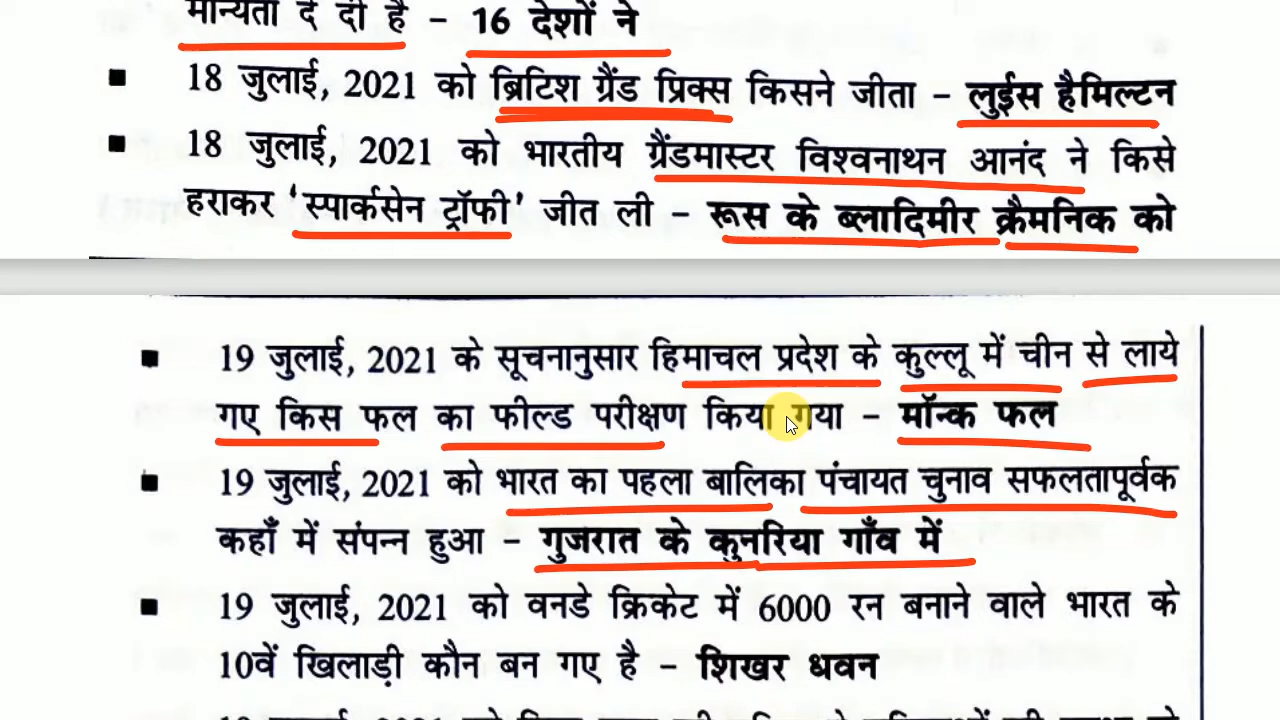 मान्यता दे दी है – 16 देशों ने
▪ 18 जुलाई, 2021 को ब्रिटिश ग्रैंड प्रिक्स किसने जीता – लुईस हैमिल्टन
▪ 18 जुलाई, 2021 को भारतीय ग्रैंडमास्टर विश्वनाथन आनंद ने किसे
हराकर 'स्पार्कसेन ट्रॉफी' जीत ली – रूस के ब्लादिमीर क्रैमनिक को
▪ 19 जुलाई, 2021 के सूचनानुसार हिमाचल प्रदेश के कुल्लू में चीन से लाये
गए किस फल का फील्ड परीक्षण किया गया – मॉन्क फल
▪ 19 जुलाई, 2021 को भारत का पहला बालिका पंचायत चुनाव सफलतापूर्वक
कहाँ में संपन्न हुआ – गुजरात के कुनरिया गाँव में
▪ 19 जुलाई, 2021 को वनडे क्रिकेट में 6000 रन बनाने वाले भारत के
10वें खिलाड़ी कौन बन गए है – शिखर धवन